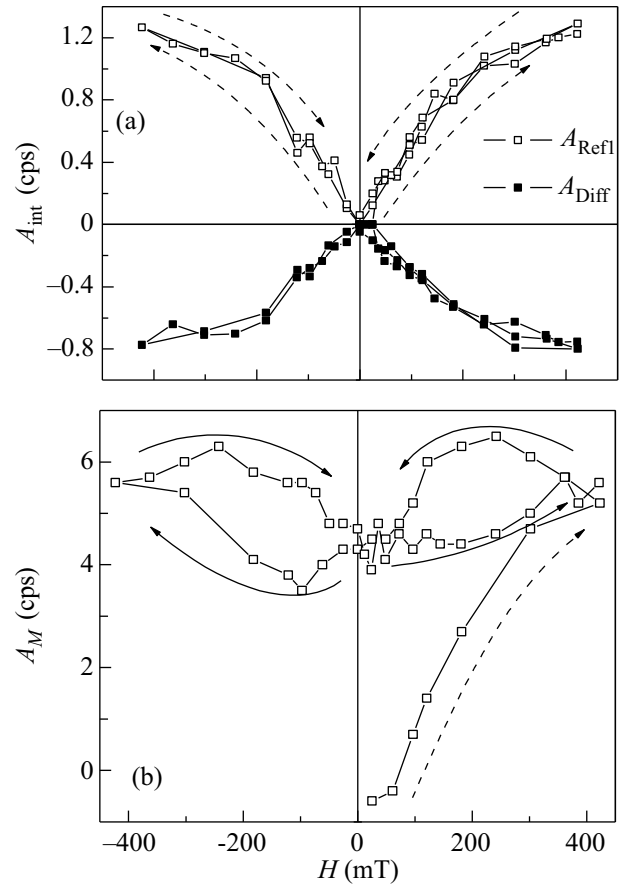 1.2
0.8
0.4
0
−0.4
−0.8
A_int (cps)
(a)
A_Refl
A_Diff
6
4
2
0
A_M (cps)
(b)
−400 -200 0 200 400
H (mT)